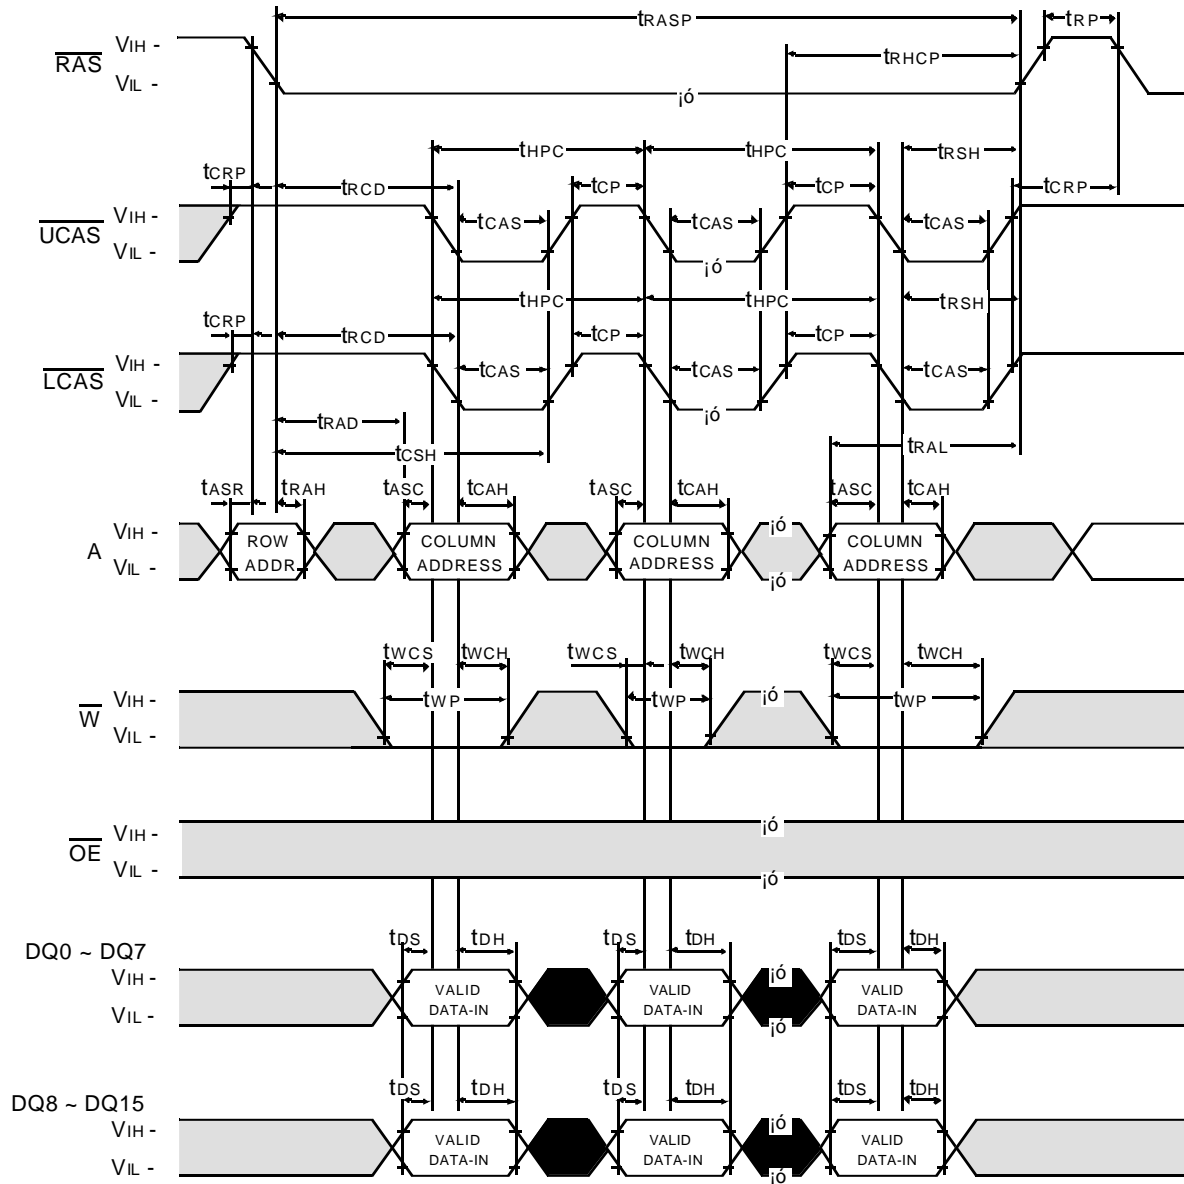 tRASP
tRP
VIH -
RAS
tRHCP
VIL -
¡ó
tHPC
tHPC
tRSH
tCRP
tRCD
tCP
tCP
tCRP
VIH -
UCAS
tCAS
tCAS
tCAS
VIL -
¡ó
tHPC
tHPC
tRSH
tCRP
tRCD
tCP
tCP
VIH -
LCAS
tCAS
tCAS
tCAS
VIL -
¡ó
tRAD
tCSH
tRAL
tASR
tRAH
tASC
tCAH
tASC
tCAH
tASC
tCAH
VIH -
¡ó
A
ROW
ADDR
COLUMN
ADDRESS
COLUMN
ADDRESS
COLUMN
ADDRESS
VIL -
¡ó
tWCS
tWCH
tWCS
tWCH
tWCS
tWCH
VIH -
tWP
tWP
¡ó
tWP
W
VIL -
VIH -
¡ó
OE
VIL -
¡ó
DQ0 ~ DQ7
tDS
tDH
tDS
tDH
tDS
tDH
VIH -
¡ó
VALID
DATA-IN
VALID
DATA-IN
VALID
DATA-IN
VIL -
¡ó
DQ8 ~ DQ15
tDS
tDH
tDS
tDH
tDS
tDH
VIH -
¡ó
VALID
DATA-IN
VALID
DATA-IN
VALID
DATA-IN
VIL -
¡ó